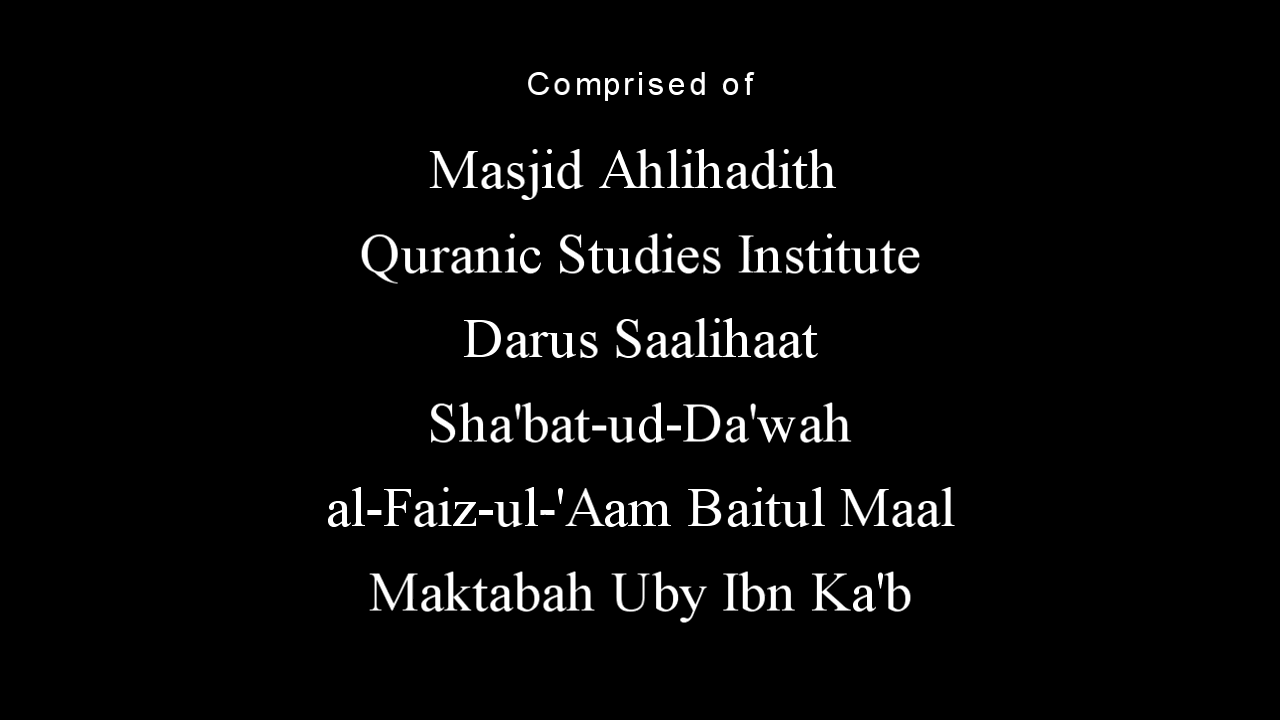 Comprised of
Masjid Ahlihadith
Quranic Studies Institute
Darus Saalihaat
Sha'bat-ud-Da'wah
al-Faiz-ul-'Aam Baitul Maal
Maktabah Uby Ibn Ka'b